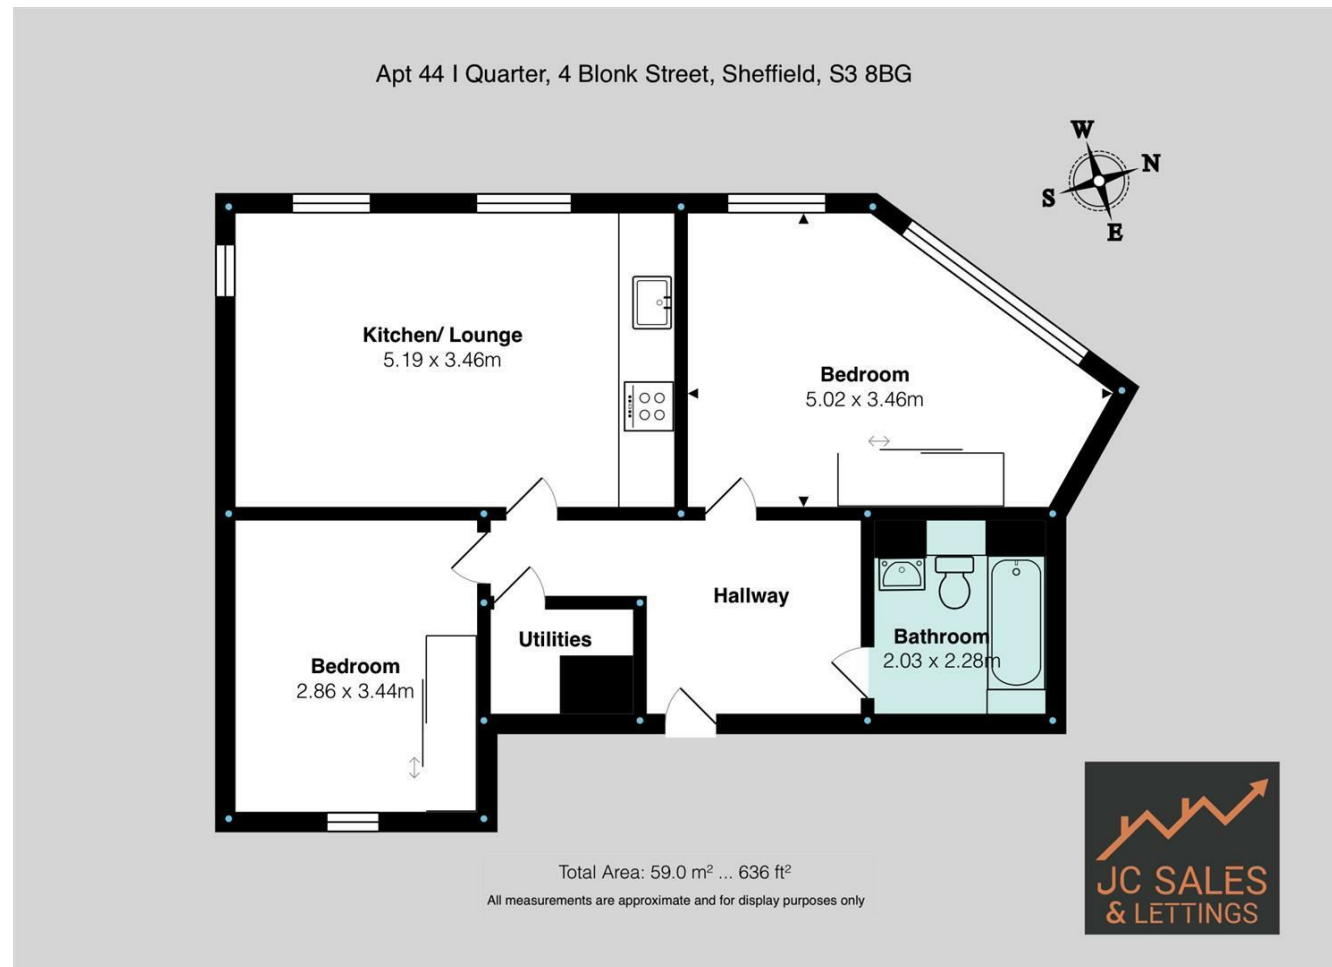 Apt 44 I Quarter, 4 Blonk Street, Sheffield, S3 8BG
W
N
S
E
Kitchen/ Lounge
5.19 x 3.46m
Bedroom
5.02 x 3.46m
Hallway
Utilities
Bathroom
2.03 x 2.28m
Bedroom
2.86 x 3.44m
Total Area: 59.0 m² ... 636 ft²
All measurements are approximate and for display purposes only
JC SALES
& LETTINGS